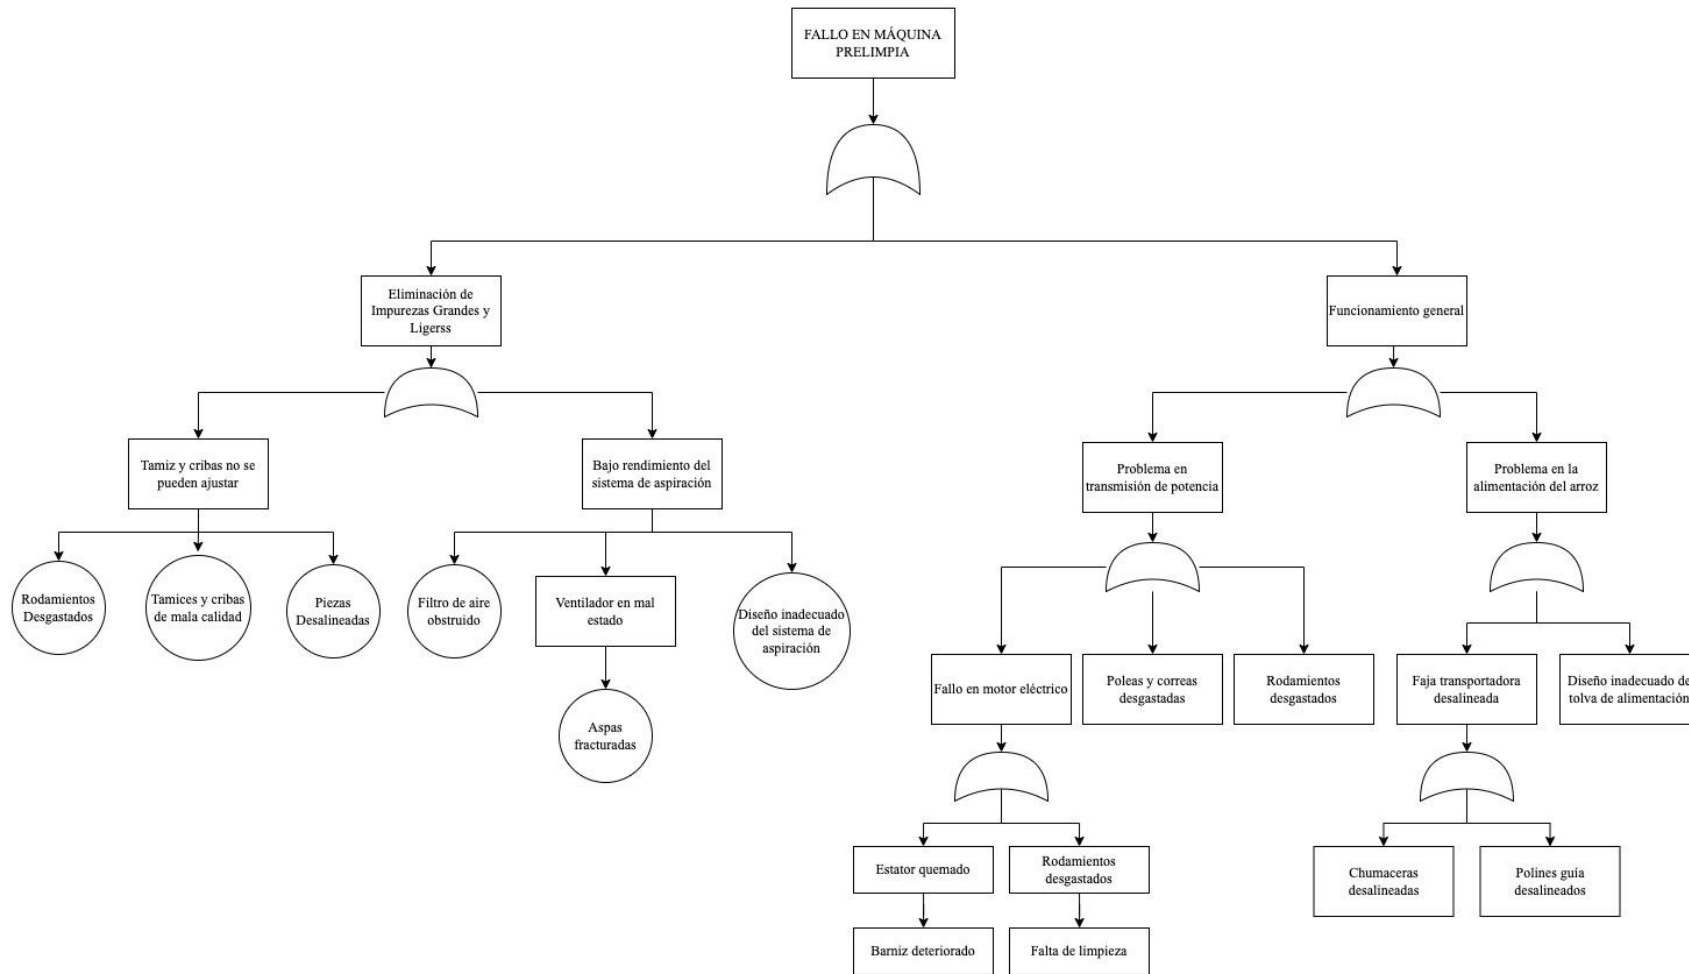 FALLO EN MÁQUINA
PRELIMPIA
Eliminación de
Impurezas Grandes y
Ligerss
Funcionamiento general
Tamiz y cribas no se
pueden ajustar
Bajo rendimiento del
sistema de aspiración
Problema en
transmisión de potencia
Problema en la
alimentación del arroz
Rodamientos
Desgastados
Tamices y cribas
de mala calidad
Piezas
Desalineadas
Filtro de aire
obstruido
Ventilador en mal
estado
Diseño inadecuado
del sistema de
aspiración
Aspas
fracturadas
Fallo en motor eléctrico
Poleas y correas
desgastadas
Rodamientos
desgastados
Faja transportadora
desalineada
Diseño inadecuado de
tolva de alimentación
Estator quemado
Rodamientos
desgastados
Chumaceras
desalineadas
Polines guía
desalineados
Barniz deteriorado
Falta de limpieza